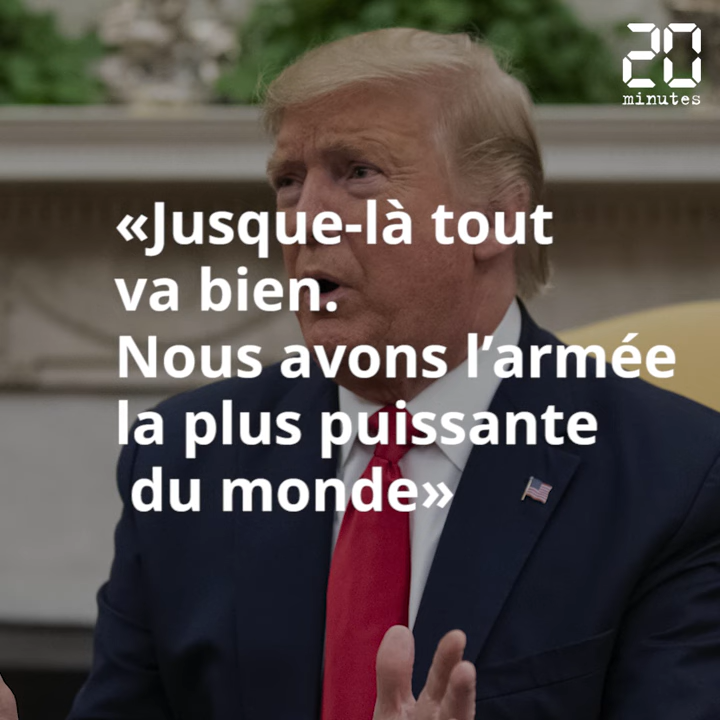 20
minutes
«Jusque-là tout
va bien.
Nous avons l’armée
la plus puissante
du monde»